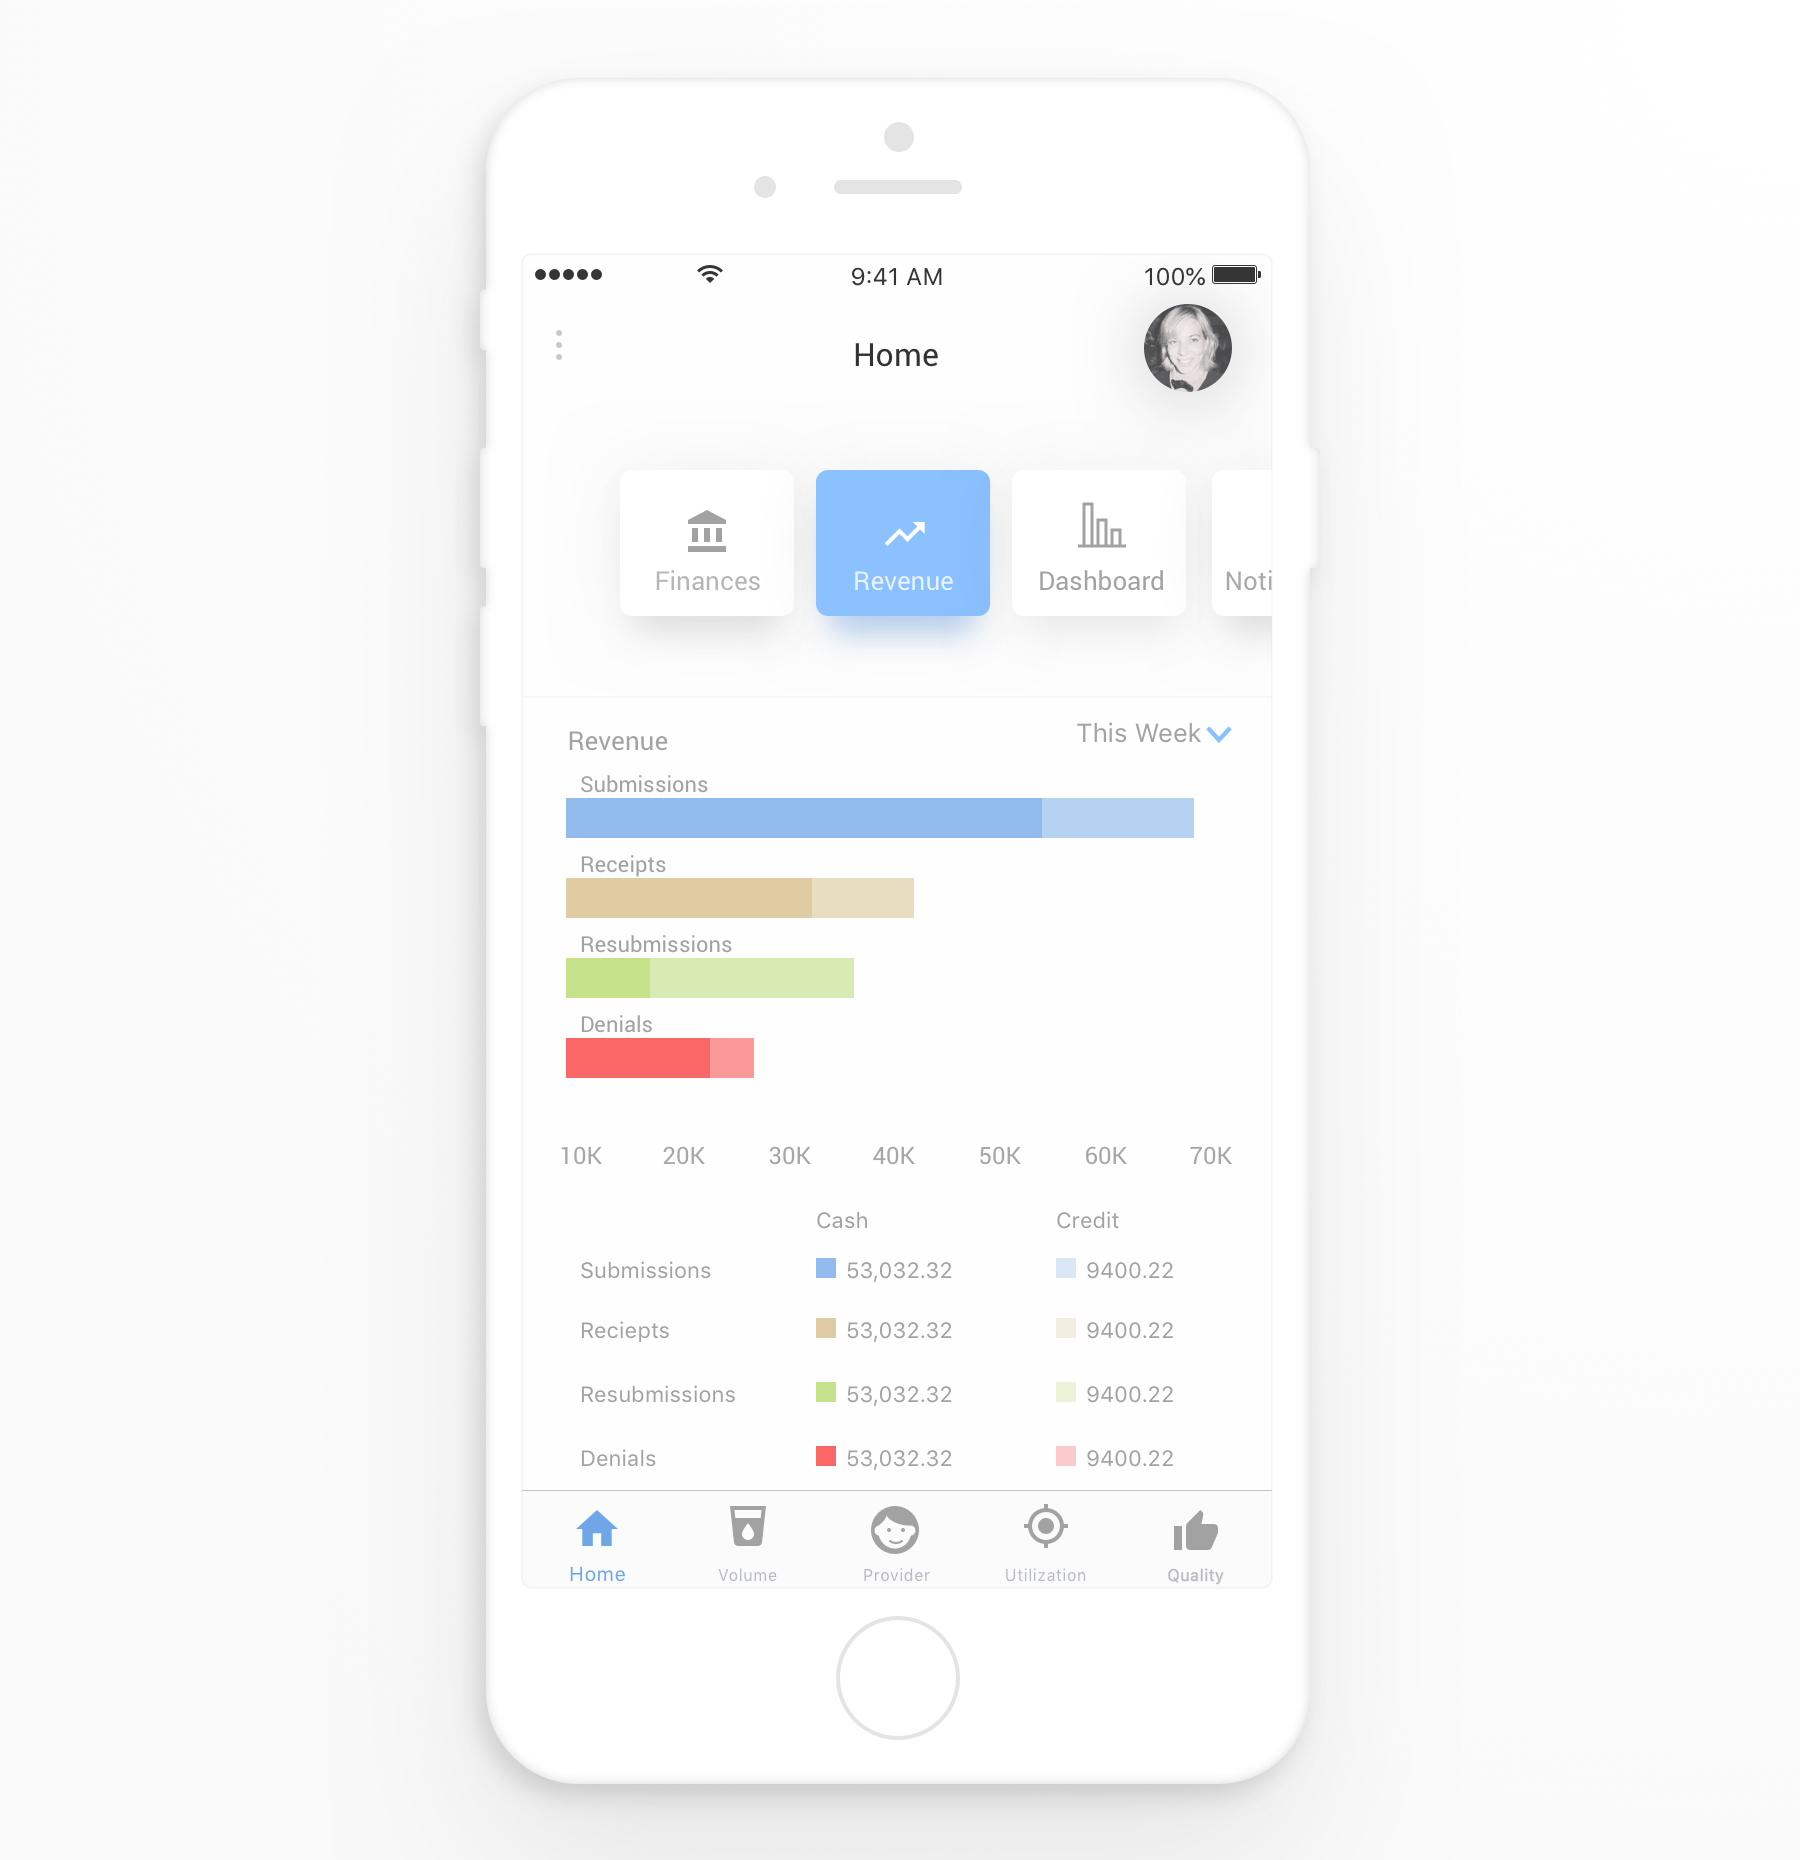 9:41 AM 100%
Home
Finances Revenue Dashboard Noti
Revenue This Week
Submissions
Receipts
Resubmissions
Denials
10K 20K 30K 40K 50K 60K 70K
Cash Credit
Submissions 53,032.32 9400.22
Reciepts 53,032.32 9400.22
Resubmissions 53,032.32 9400.22
Denials 53,032.32 9400.22
Home Volume Provider Utilization Quality